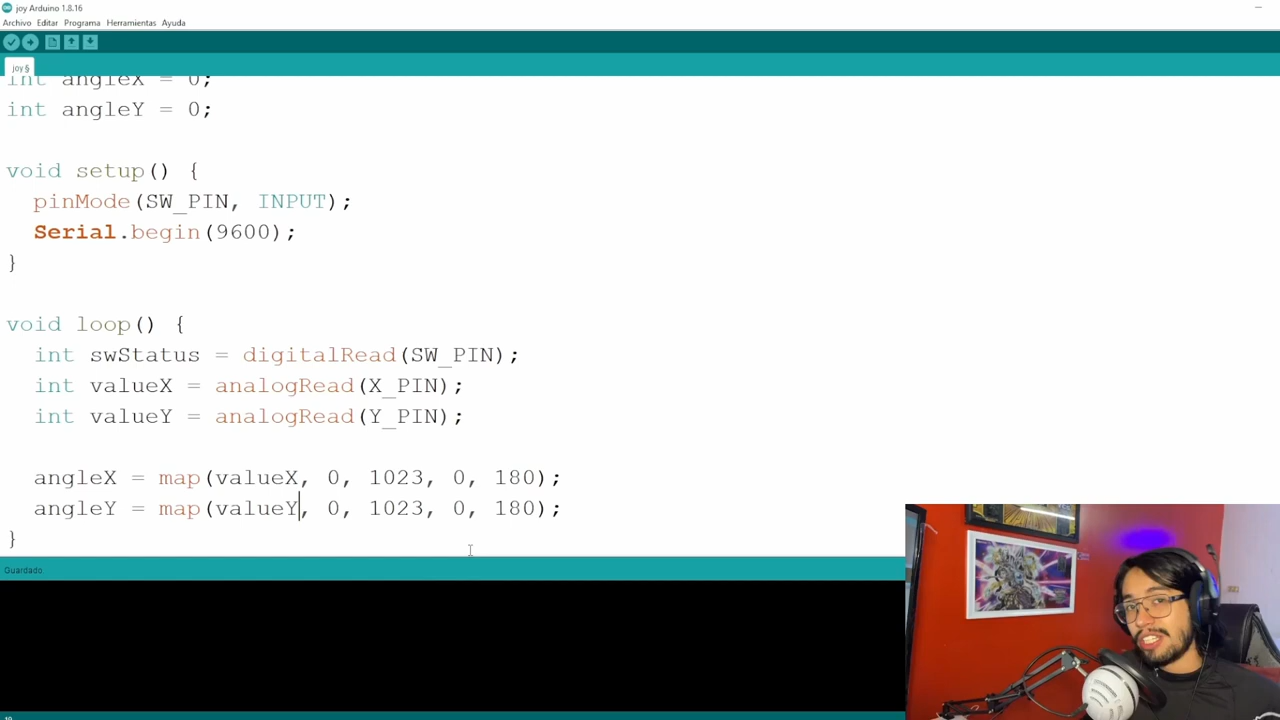 joy Arduino 1.8.16
Archivo Editar Programa Herramientas Ayuda
joy §
int angleX = 0;
int angleY = 0;
void setup() {
pinMode(SW_PIN, INPUT);
Serial.begin(9600);
}
void loop() {
int swStatus = digitalRead(SW_PIN);
int valueX = analogRead(X_PIN);
int valueY = analogRead(Y_PIN);
angleX = map(valueX, 0, 1023, 0, 180);
angleY = map(valueY, 0, 1023, 0, 180);
}
Guardado